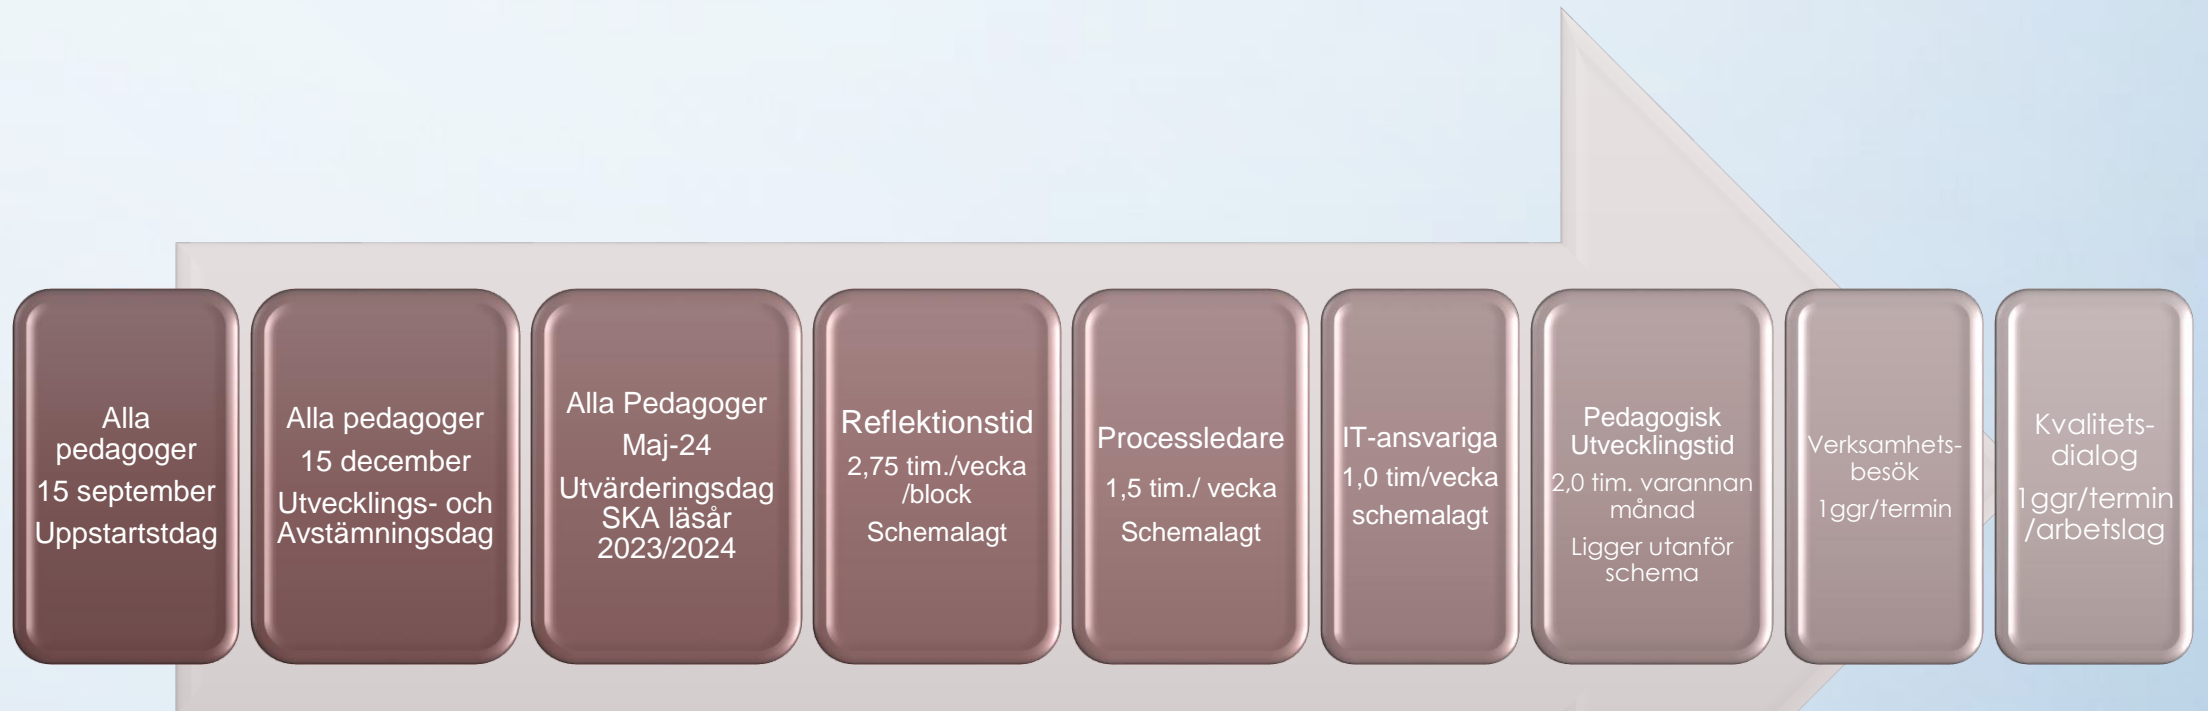 Alla
pedagoger
15 september
Uppstartstdag
Alla pedagoger
15 december
Utvecklings- och
Avstämningsdag
Alla Pedagoger
Maj-24
Utvärderingsdag
SKA läsår
2023/2024
Reflektionstid
2,75 tim./vecka
/block
Schemalagt
Processledare
1,5 tim./ vecka
Schemalagt
IT-ansvariga
1,0 tim/vecka
schemalagt
Pedagogisk
Utvecklingstid
2,0 tim. varannan
månad
Ligger utanför
schema
Verksamhets-
besök
1ggr/termin
Kvalitets-
dialog
1ggr/termin
/arbetslag